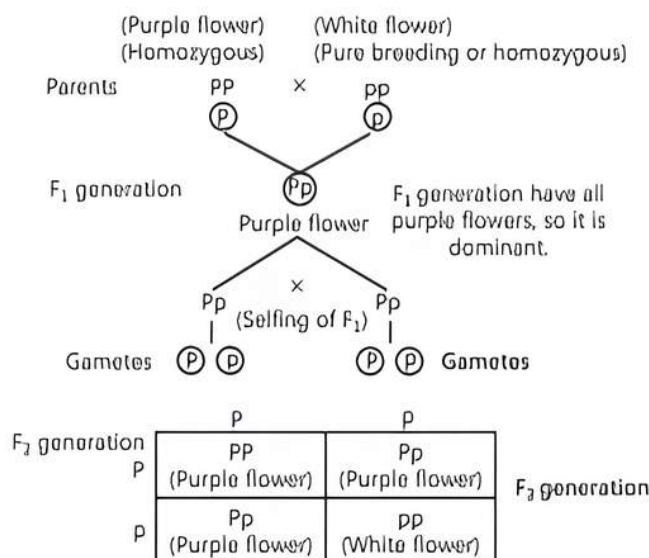 (Purple flower) (White flower)
(Homozygous) (Pure breeding or homozygous)
Parents PP × pp
P p
F₁ generation Pp
Purple flower
F₁ generation have all
purple flowers, so it is
dominant.
Pp × Pp
(Selfing of F₁)
Gametes P p P p Gametes
P p
F₂ generation
P PP Pp
(Purple flower) (Purple flower)
F₂ generation
p Pp pp
(Purple flower) (White flower)